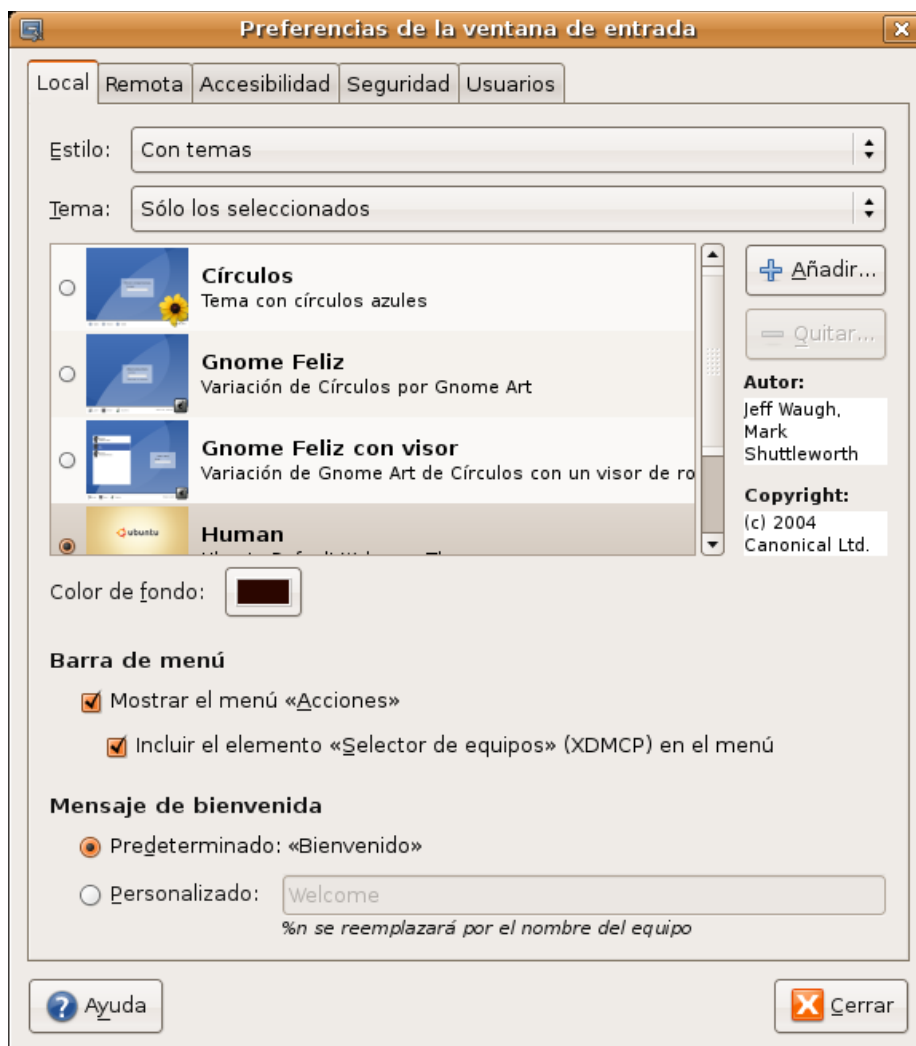 Preferencias de la ventana de entrada
Local Remota Accesibilidad Seguridad Usuarios
Estilo: Con temas
Tema: Sólo los seleccionados
Círculos
Tema con círculos azules
Gnome Feliz
Variación de Círculos por Gnome Art
Gnome Feliz con visor
Variación de Gnome Art de Círculos con un visor de ro
ubuntu
Human
Añadir...
Quitar...
Autor:
Jeff Waugh,
Mark
Shuttleworth
Copyright:
(c) 2004
Canonical Ltd.
Color de fondo:
Barra de menú
Mostrar el menú «Acciones»
Incluir el elemento «Selector de equipos» (XDMCP) en el menú
Mensaje de bienvenida
Predeterminado: «Bienvenido»
Personalizado: Welcome
%n se reemplazará por el nombre del equipo
Ayuda Cerrar